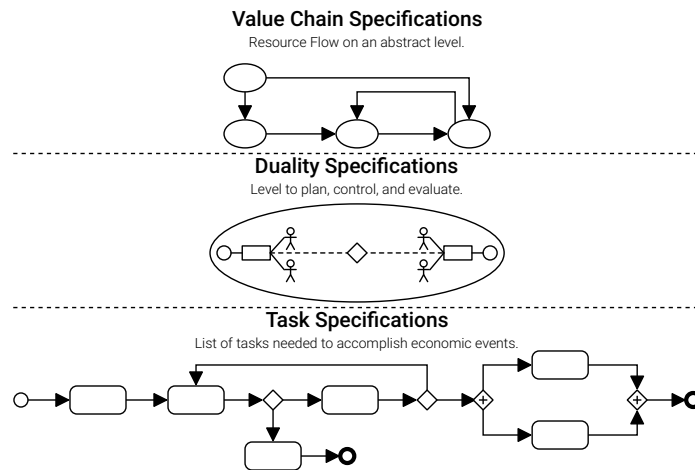 Value Chain Specifications
Resource Flow on an abstract level.
Duality Specifications
Level to plan, control, and evaluate.
Task Specifications
List of tasks needed to accomplish economic events.